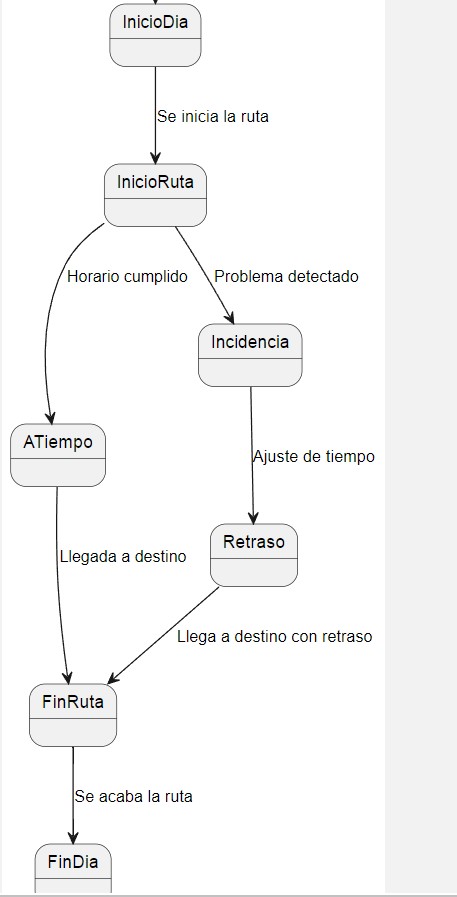 InicioDia
Se inicia la ruta
InicioRuta
Horario cumplido
Problema detectado
Incidencia
ATiempo
Ajuste de tiempo
Retraso
Llegada a destino
Llega a destino con retraso
FinRuta
Se acaba la ruta
FinDia